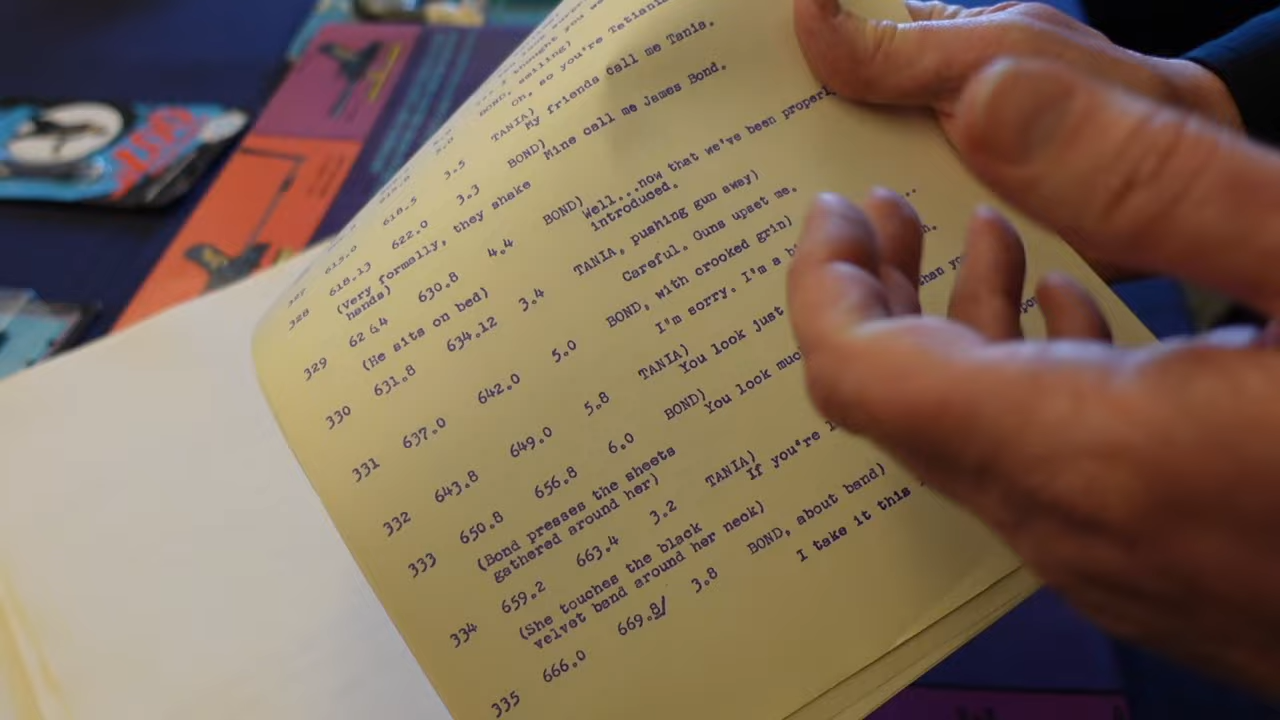 thought you we
BOND, smiling)
Oh, so you're Tatiana
TANIA)
My friends call me Tania.
618.13 622.0 3.3 BOND)
Mine call me James Bond.
328
(Very formally, they shake
hands)
329 6264 630.8 4.4 BOND)
Well...now that we've been properl
introduced.
(He sits on bed)
330 631.8 634.12 3.4 TANIA, pushing gun away)
Careful. Guns upset me.
331 637.0 642.0 5.0 BOND, with crooked grin)
I'm sorry. I'm a
332 643.8 649.0 5.8 TANIA)
You look just
333 650.8 656.8 6.0 BOND)
You look
(Bond presses the sheets
gathered around her)
334 659.2 663.4 3.2 TANIA)
If you're
(She touches the black
velvet band around her neck)
335 666.0 669.8/ 3.8 BOND, about band)
I take it this